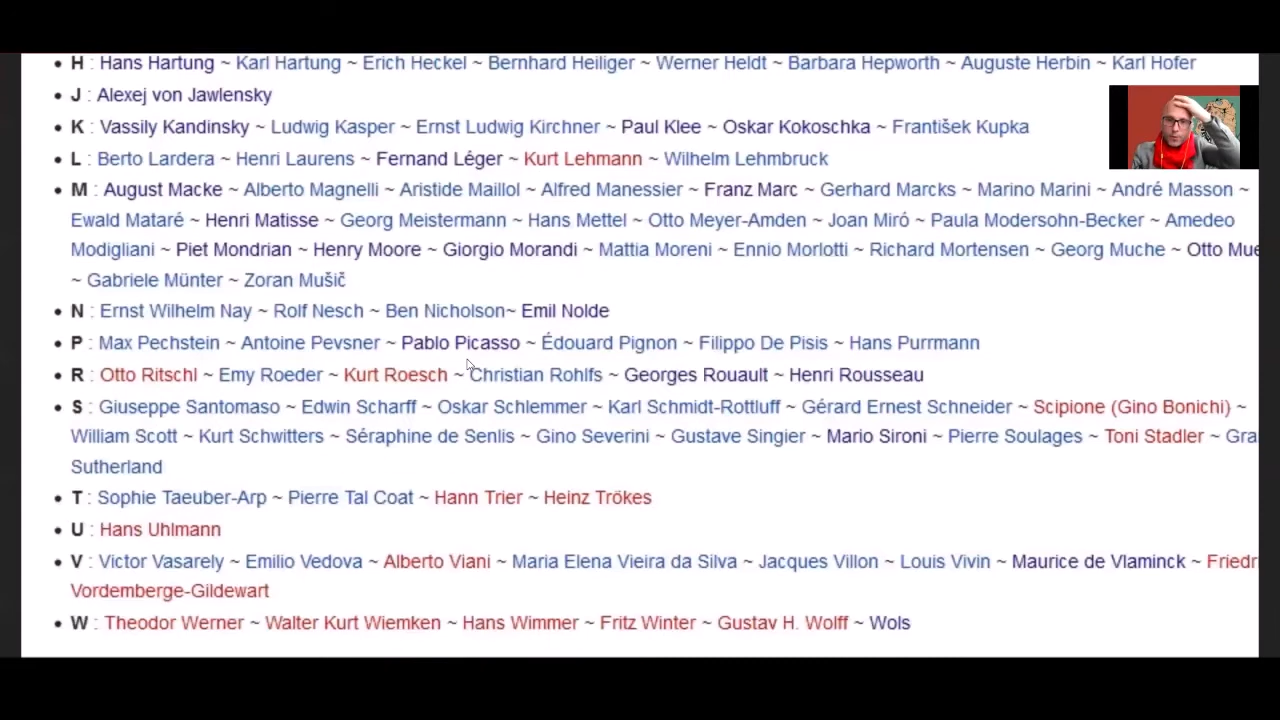 • H : Hans Hartung ~ Karl Hartung ~ Erich Heckel ~ Bernhard Heiliger ~ Werner Heldt ~ Barbara Hepworth ~ Auguste Herbin ~ Karl Hofer
• J : Alexej von Jawlensky
• K : Vassily Kandinsky ~ Ludwig Kasper ~ Ernst Ludwig Kirchner ~ Paul Klee ~ Oskar Kokoschka ~ František Kupka
• L : Berto Lardera ~ Henri Laurens ~ Fernand Léger ~ Kurt Lehmann ~ Wilhelm Lehmbruck
• M : August Macke ~ Alberto Magnelli ~ Aristide Maillol ~ Alfred Manessier ~ Franz Marc ~ Gerhard Marcks ~ Marino Marini ~ André Masson ~
Ewald Mataré ~ Henri Matisse ~ Georg Meistermann ~ Hans Mettel ~ Otto Meyer-Amden ~ Joan Miró ~ Paula Modersohn-Becker ~ Amedeo
Modigliani ~ Piet Mondrian ~ Henry Moore ~ Giorgio Morandi ~ Mattia Moreni ~ Ennio Morlotti ~ Richard Mortensen ~ Georg Muche ~ Otto Mue
~ Gabriele Münter ~ Zoran Mušič
• N : Ernst Wilhelm Nay ~ Rolf Nesch ~ Ben Nicholson~ Emil Nolde
• P : Max Pechstein ~ Antoine Pevsner ~ Pablo Picasso ~ Édouard Pignon ~ Filippo De Pisis ~ Hans Purrmann
• R : Otto Ritschl ~ Emy Roeder ~ Kurt Roesch ~ Christian Rohlfs ~ Georges Rouault ~ Henri Rousseau
• S : Giuseppe Santomaso ~ Edwin Scharff ~ Oskar Schlemmer ~ Karl Schmidt-Rottluff ~ Gérard Ernest Schneider ~ Scipione (Gino Bonichi) ~
William Scott ~ Kurt Schwitters ~ Séraphine de Senlis ~ Gino Severini ~ Gustave Singier ~ Mario Sironi ~ Pierre Soulages ~ Toni Stadler ~ Gra
Sutherland
• T : Sophie Taeuber-Arp ~ Pierre Tal Coat ~ Hann Trier ~ Heinz Trökes
• U : Hans Uhlmann
• V : Victor Vasarely ~ Emilio Vedova ~ Alberto Viani ~ Maria Elena Vieira da Silva ~ Jacques Villon ~ Louis Vivin ~ Maurice de Vlaminck ~ Friedr
Vordemberge-Gildewart
• W : Theodor Werner ~ Walter Kurt Wiemken ~ Hans Wimmer ~ Fritz Winter ~ Gustav H. Wolff ~ Wols